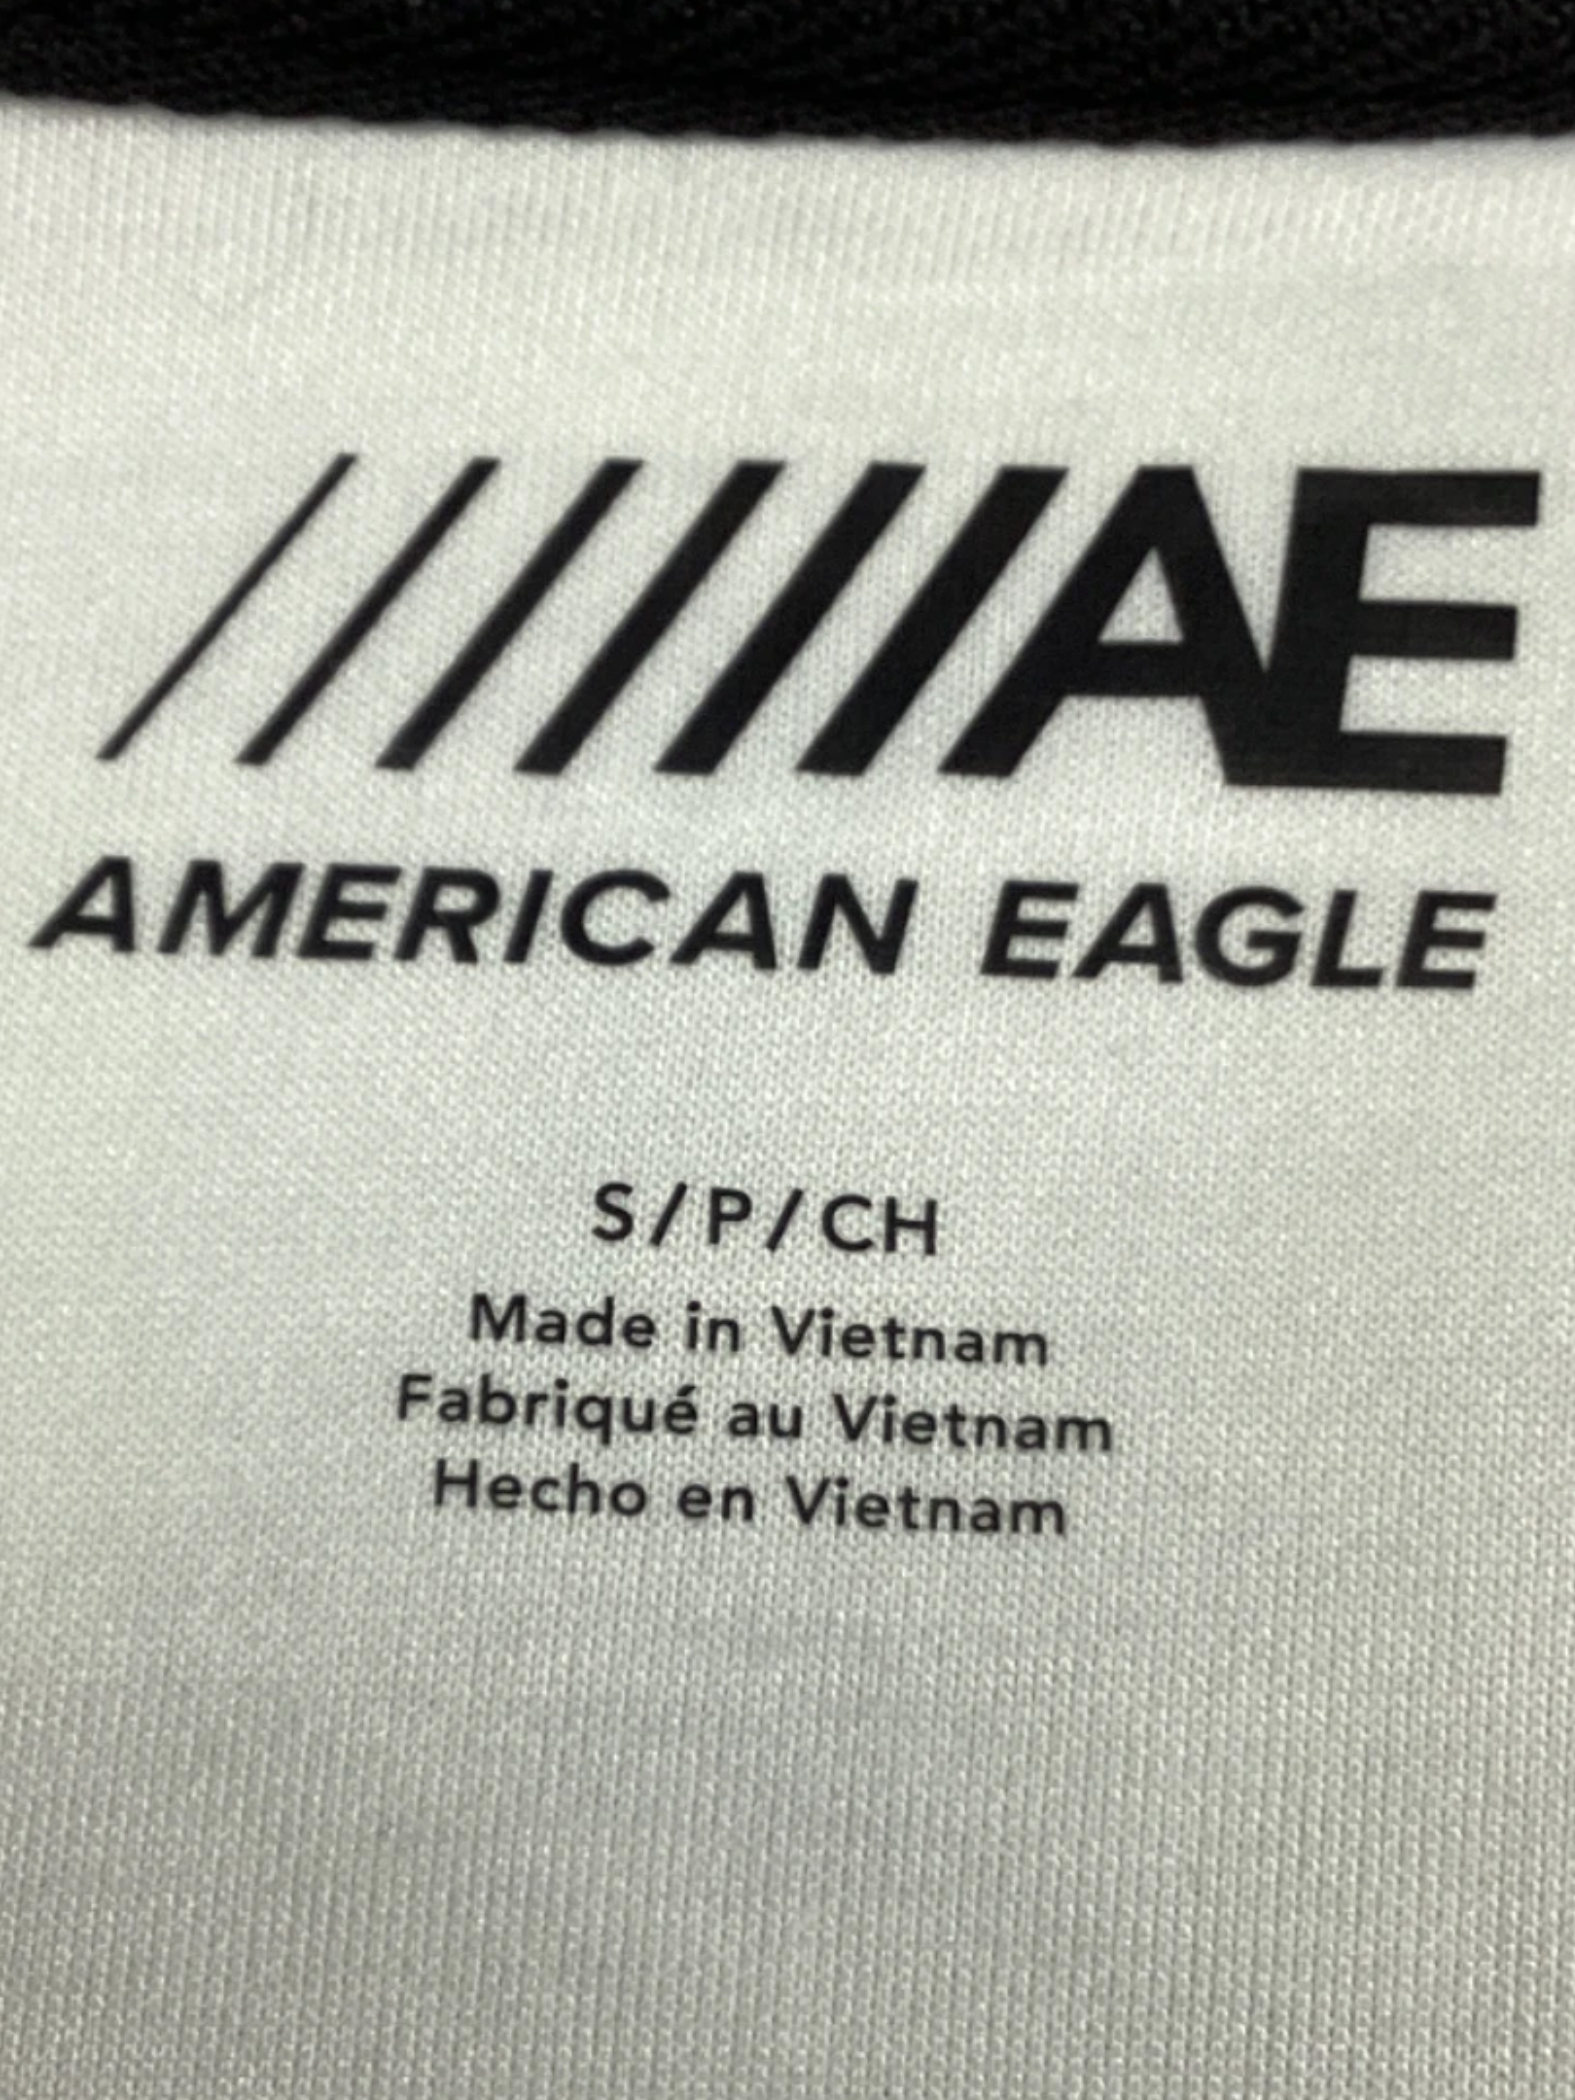 AE
AMERICAN EAGLE
S/P/CH
Made in Vietnam
Fabriqué au Vietnam
Hecho en Vietnam